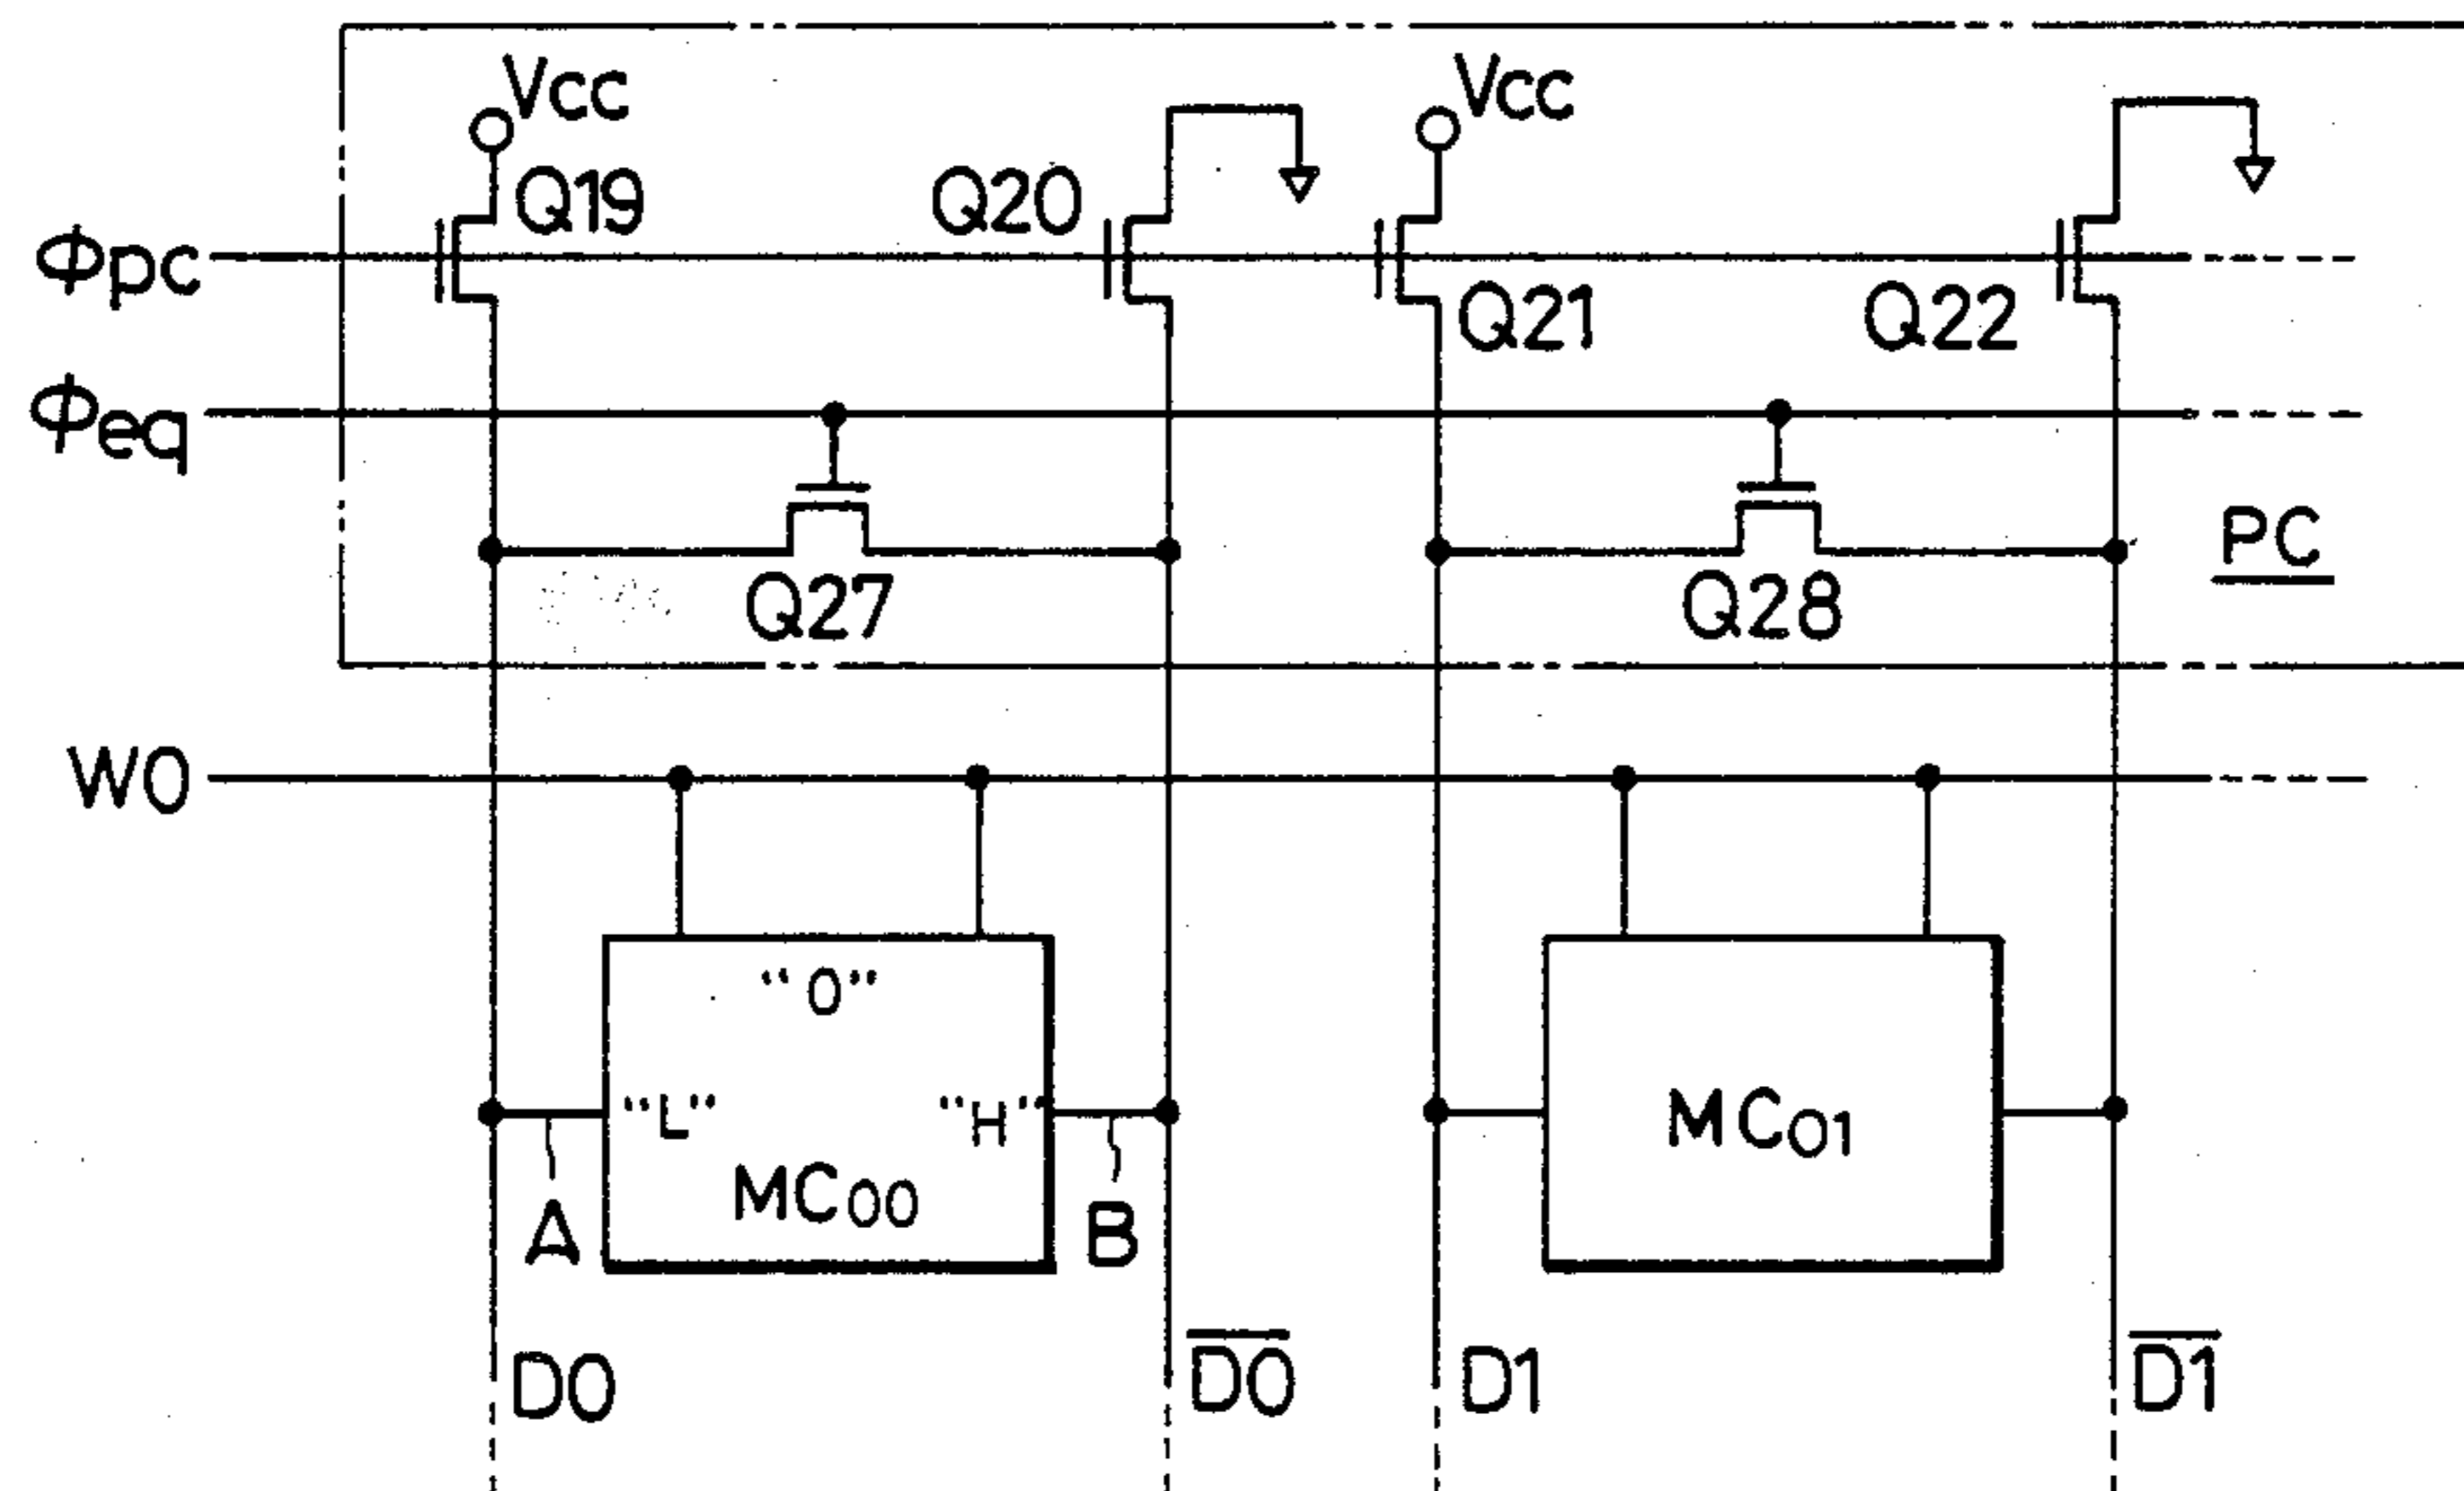 Vcc
Vcc
Q19
Q20
Φpc
Q21
Q22
Φeq
PC
Q27
Q28
W0
"0"
"L"
"H"
MC01
MC00
A
B
D0
D0
D1
D1